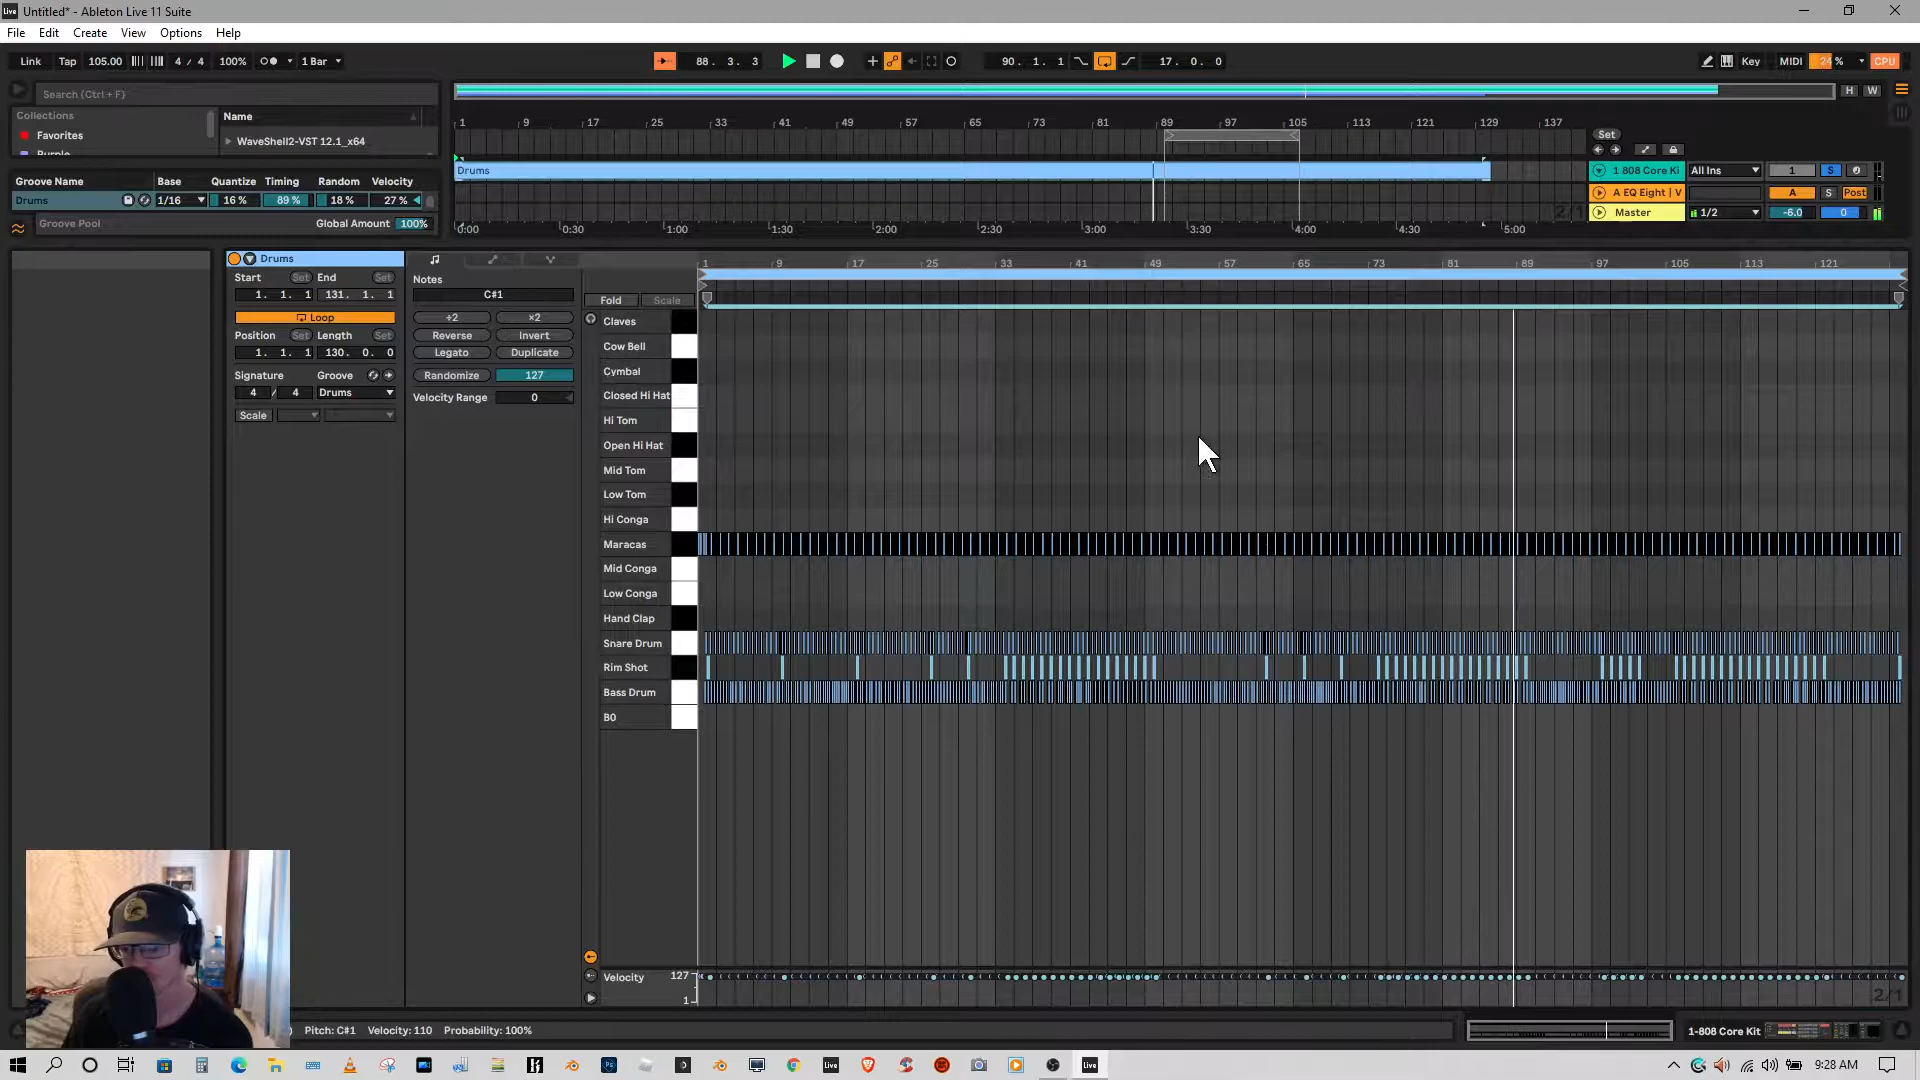 Untitled* - Ableton Live 11 Suite
File Edit Create View Options Help
Link Tap 105.00 4 / 4 100% 1 Bar 88. 3. 3 90. 1. 1 17. 0. 0 Key MIDI 24 % CPU
Search (Ctrl + F) H W
Collections Name
Favorites WaveShell2-VST 12.1_x64
Purple
1 9 17 25 33 41 49 57 65 73 81 89 97 105 113 121 129 137 Set
Groove Name Base Quantize Timing Random Velocity
Drums 1/16 16 % 89 % 18 % 27 %
Groove Pool Global Amount 100%
Drums
1 808 Core Ki All Ins 1 S
A EQ Eight | V A S Post
Master 1/2 -6.0 0
2/1
0:00 0:30 1:00 1:30 2:00 2:30 3:00 3:30 4:00 4:30 5:00
Drums
Start Set End Set
1. 1. 1 131. 1. 1
Loop
Position Set Length Set
1. 1. 1 130. 0. 0
Signature Groove
4 / 4 Drums
Scale
Notes
C#1
÷2 ×2
Reverse Invert
Legato Duplicate
Randomize 127
Velocity Range 0
1 9 17 25 33 41 49 57 65 73 81 89 97 105 113 121
Fold Scale
Claves
Cow Bell
Cymbal
Closed Hi Hat
Hi Tom
Open Hi Hat
Mid Tom
Low Tom
Hi Conga
Maracas
Mid Conga
Low Conga
Hand Clap
Snare Drum
Rim Shot
Bass Drum
B0
Velocity 127
1
2/1
Pitch: C#1 Velocity: 110 Probability: 100%
1-808 Core Kit
Live Live 9:28 AM